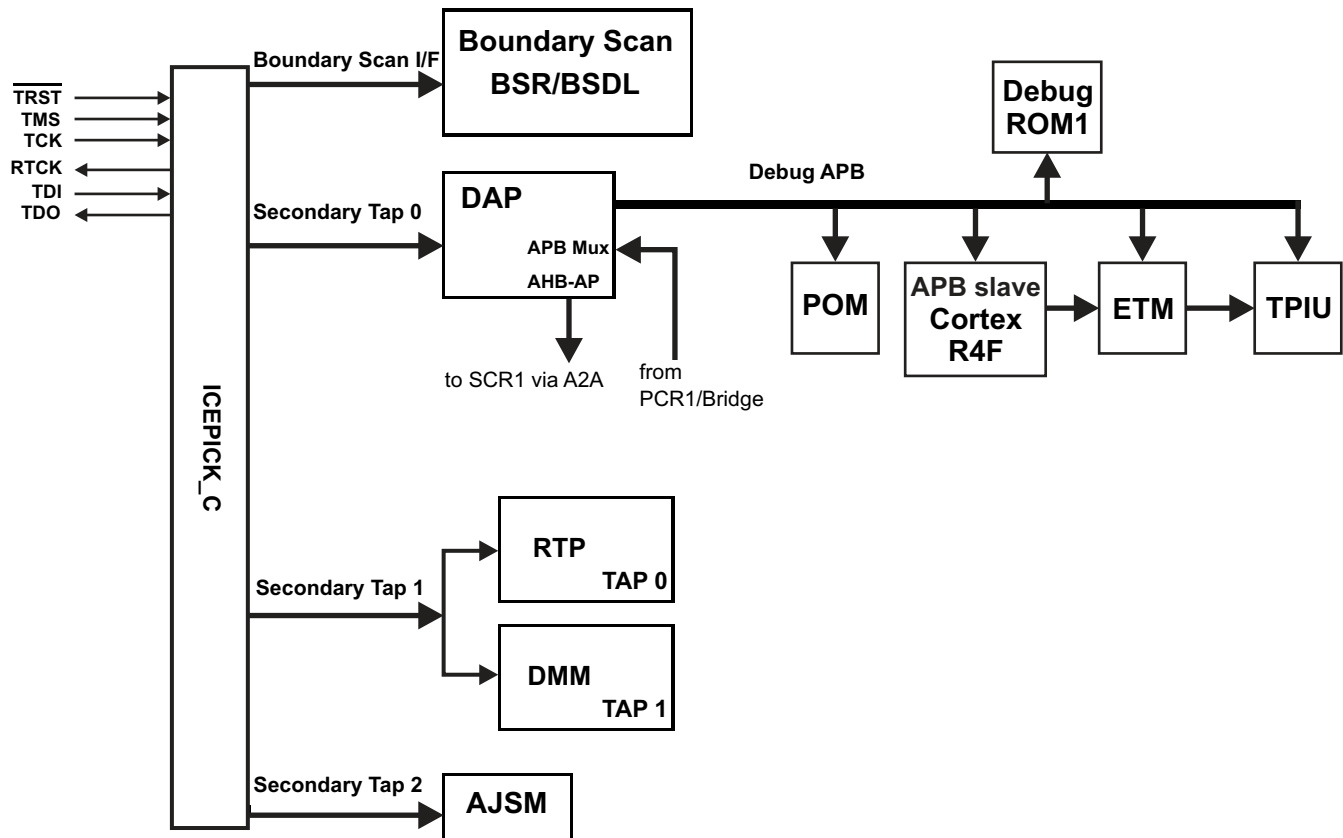 Boundary Scan I/F
Boundary Scan
BSR/BSDL
TRST
TMS
TCK
RTCK
TDI
TDO
Debug
ROM1
Debug APB
Secondary Tap 0
DAP
APB Mux
AHB-AP
POM
APB slave
Cortex
R4F
ETM
TPIU
to SCR1 via A2A
from
PCR1/Bridge
ICEPICK_C
RTP
TAP 0
Secondary Tap 1
DMM
TAP 1
Secondary Tap 2
AJSM